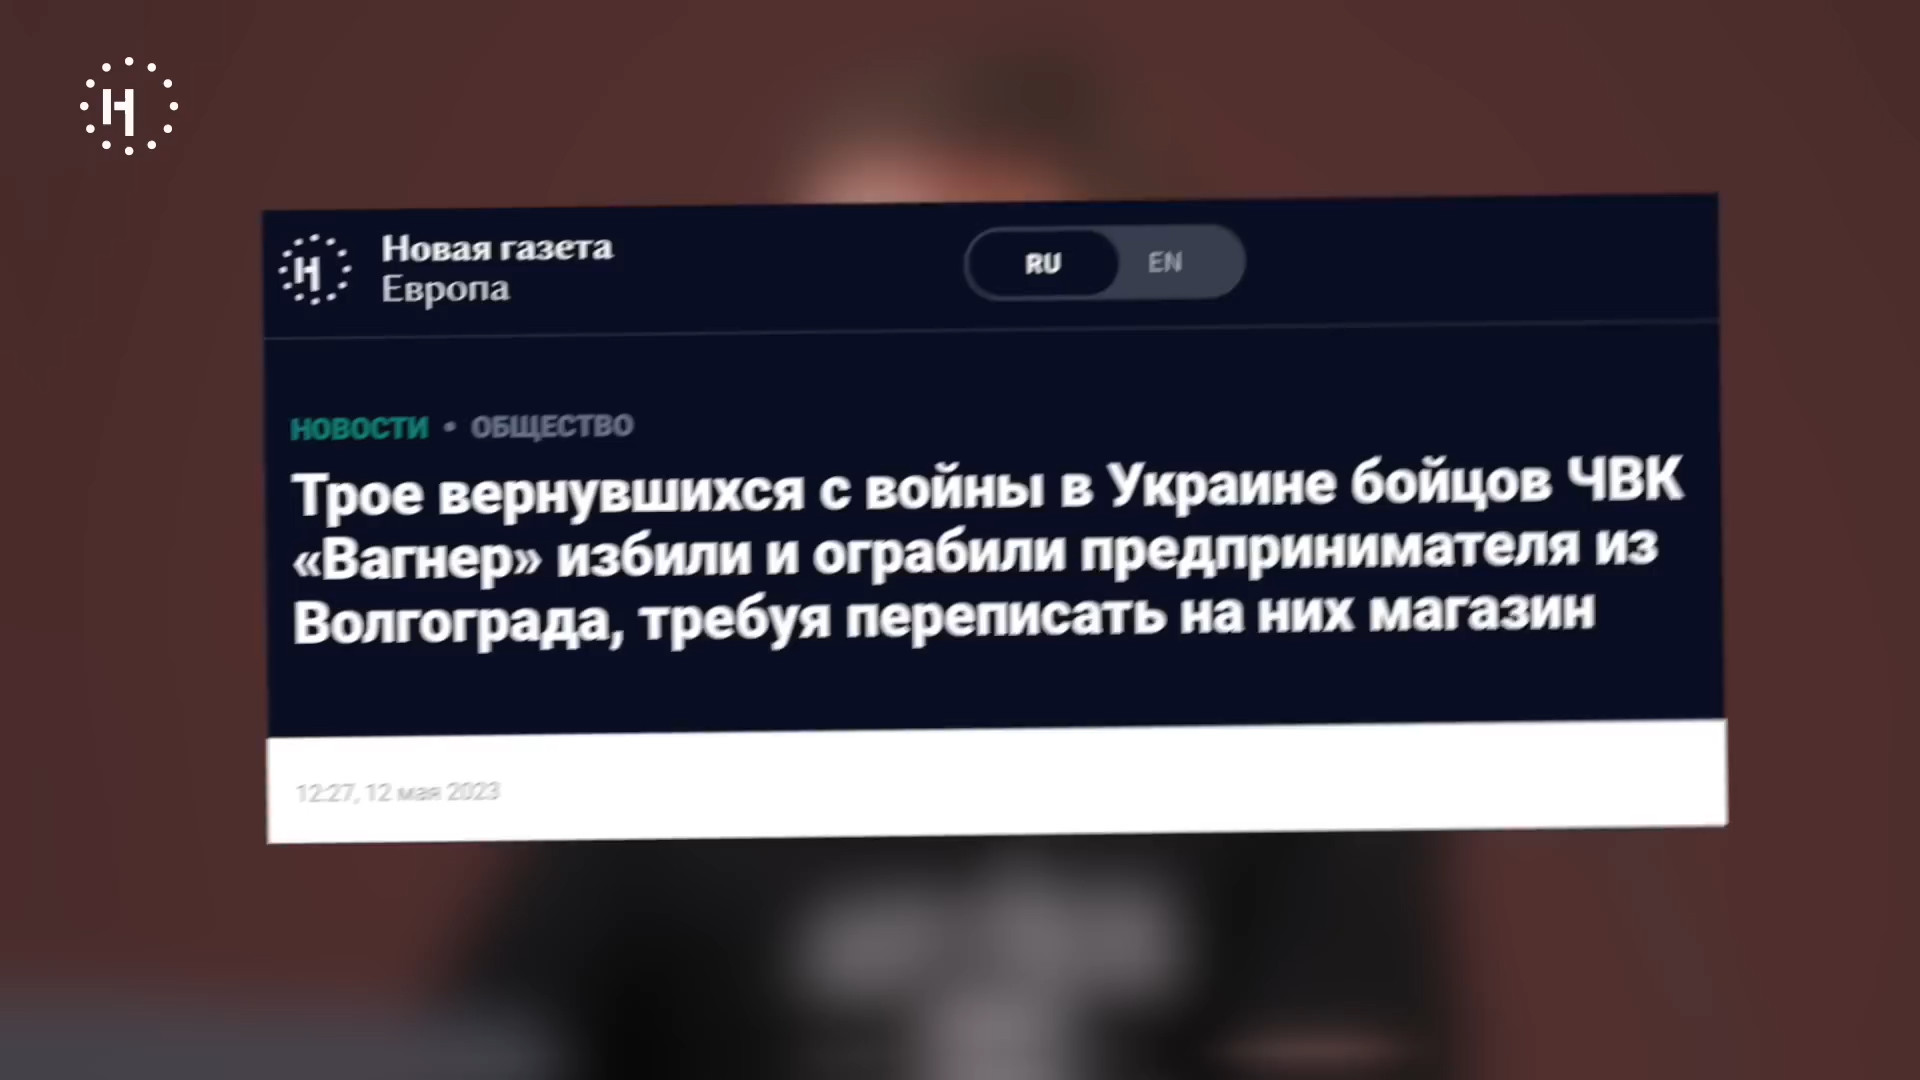 Новая газета
Европа
RU EN
НОВОСТИ • ОБЩЕСТВО
Трое вернувшихся с войны в Украине бойцов ЧВК
«Вагнер» избили и ограбили предпринимателя из
Волгограда, требуя переписать на них магазин
12:27, 12 мая 2023